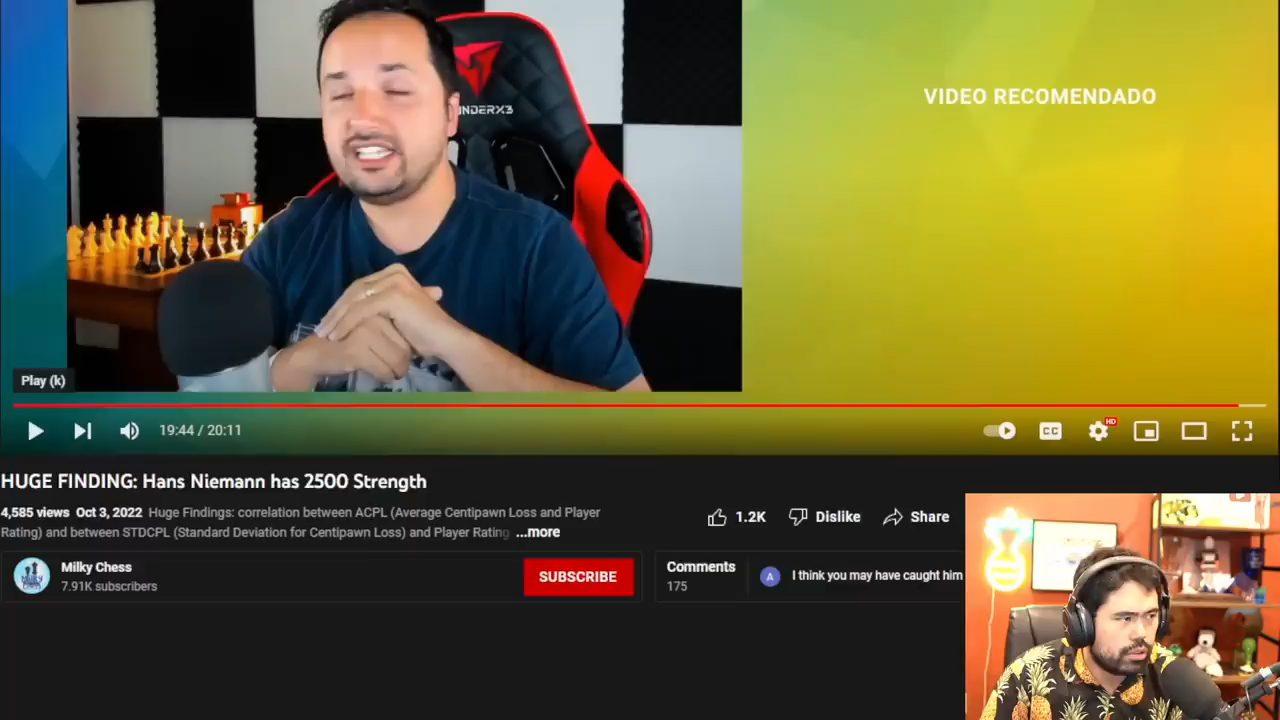 NDERX3
VIDEO RECOMENDADO
Play (k)
19:44 / 20:11
CC
HD
HUGE FINDING: Hans Niemann has 2500 Strength
4,585 views Oct 3, 2022 Huge Findings: correlation between ACPL (Average Centipawn Loss and Player
Rating) and between STDCPL (Standard Deviation for Centipawn Loss) and Player Rating ...more
1.2K
Dislike
Share
Milky Chess
7.91K subscribers
SUBSCRIBE
Comments
175
A
I think you may have caught him